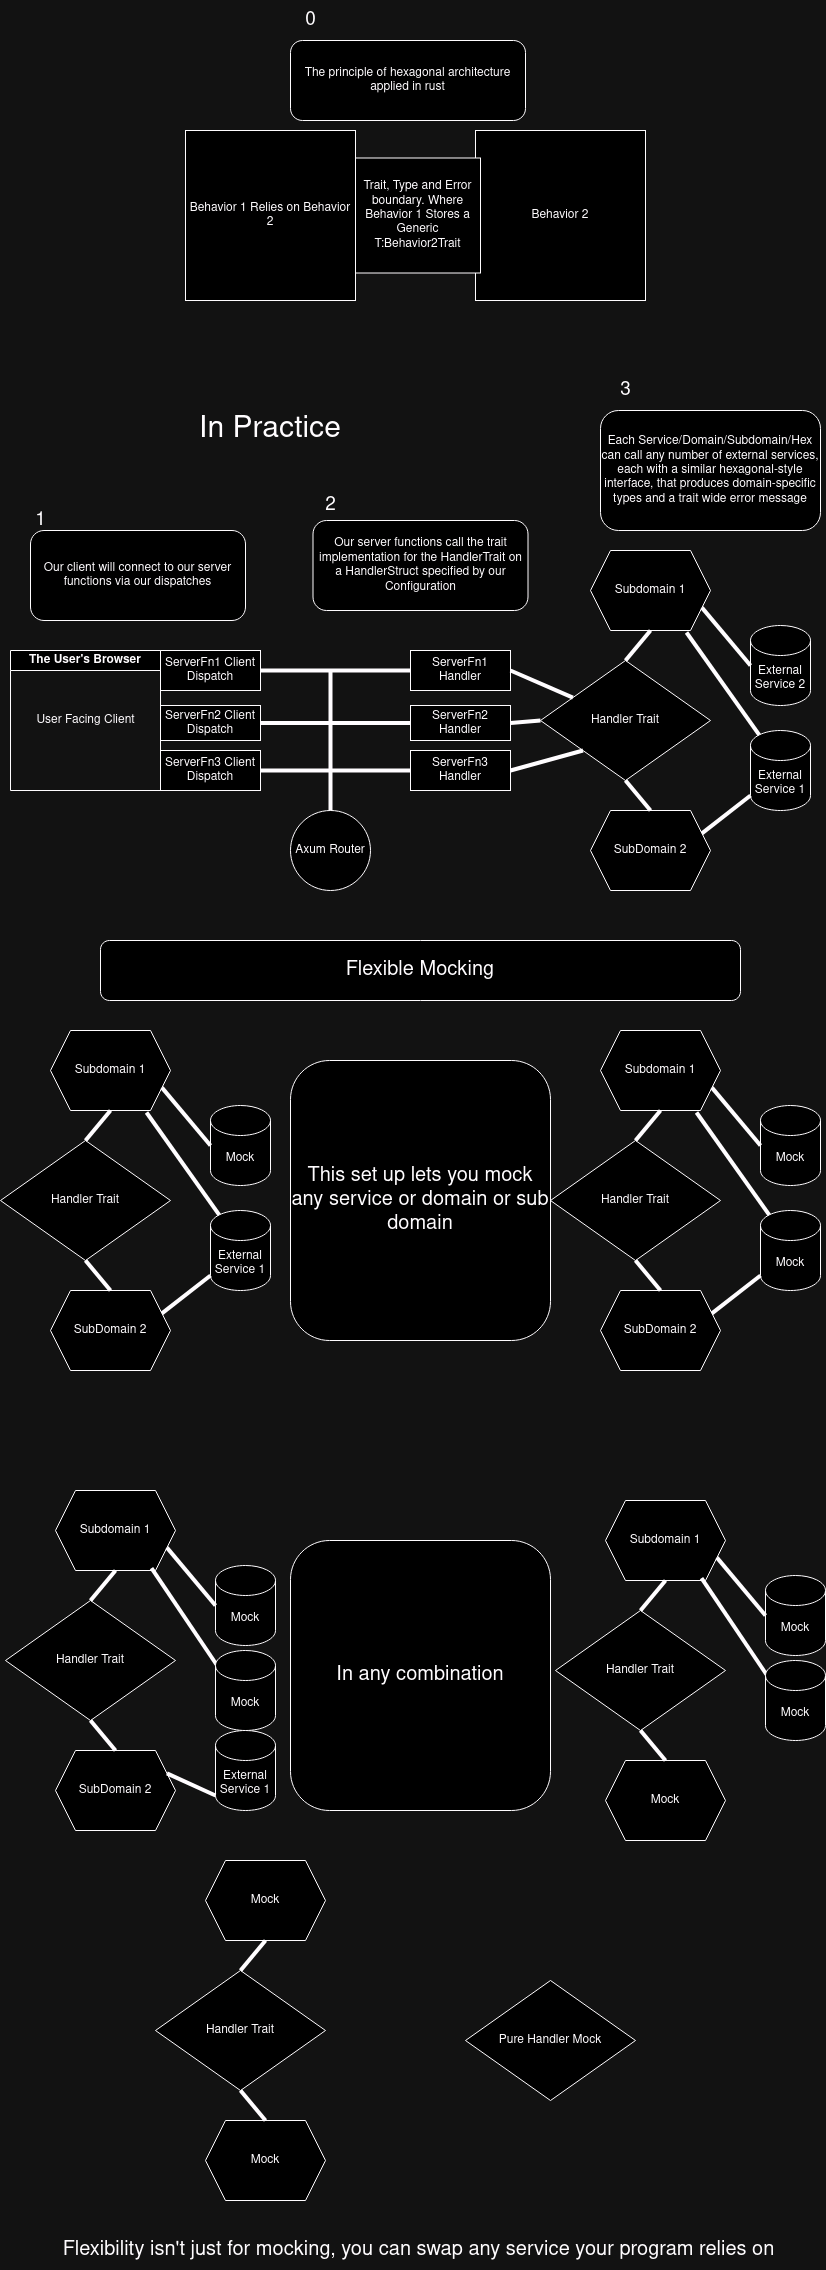 0
The principle of hexagonal architecture
applied in rust
Behavior 1 Relies on Behavior
2
Trait, Type and Error
boundary. Where
Behavior 1 Stores a
Generic
T:Behavior2Trait
Behavior 2
In Practice
3
Each Service/Domain/Subdomain/Hex
can call any number of external services,
each with a similar hexagonal-style
interface, that produces domain-specific
types and a trait wide error message
1
Our client will connect to our server
functions via our dispatches
2
Our server functions call the trait
implementation for the HandlerTrait on
a HandlerStruct specified by our
Configuration
The User's Browser
User Facing Client
ServerFn1 Client
Dispatch
ServerFn2 Client
Dispatch
ServerFn3 Client
Dispatch
Axum Router
ServerFn1
Handler
ServerFn2
Handler
ServerFn3
Handler
Subdomain 1
Handler Trait
SubDomain 2
External
Service 2
External
Service 1
Flexible Mocking
Subdomain 1
Mock
Handler Trait
External
Service 1
SubDomain 2
This set up lets you mock
any service or domain or sub
domain
Subdomain 1
Mock
Handler Trait
Mock
SubDomain 2
Subdomain 1
Mock
Handler Trait
Mock
External
Service 1
SubDomain 2
In any combination
Subdomain 1
Mock
Handler Trait
Mock
Mock
Mock
Handler Trait
Mock
Pure Handler Mock
Flexibility isn't just for mocking, you can swap any service your program relies on